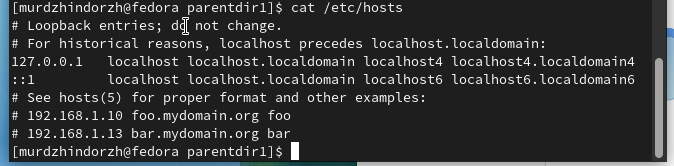 [murdzhindorzh@fedora parentdir1]$ cat /etc/hosts
# Loopback entries; do not change.
# For historical reasons, localhost precedes localhost.localdomain:
127.0.0.1   localhost localhost.localdomain localhost4 localhost4.localdomain4
::1         localhost localhost.localdomain localhost6 localhost6.localdomain6
# See hosts(5) for proper format and other examples:
# 192.168.1.10 foo.mydomain.org foo
# 192.168.1.13 bar.mydomain.org bar
[murdzhindorzh@fedora parentdir1]$